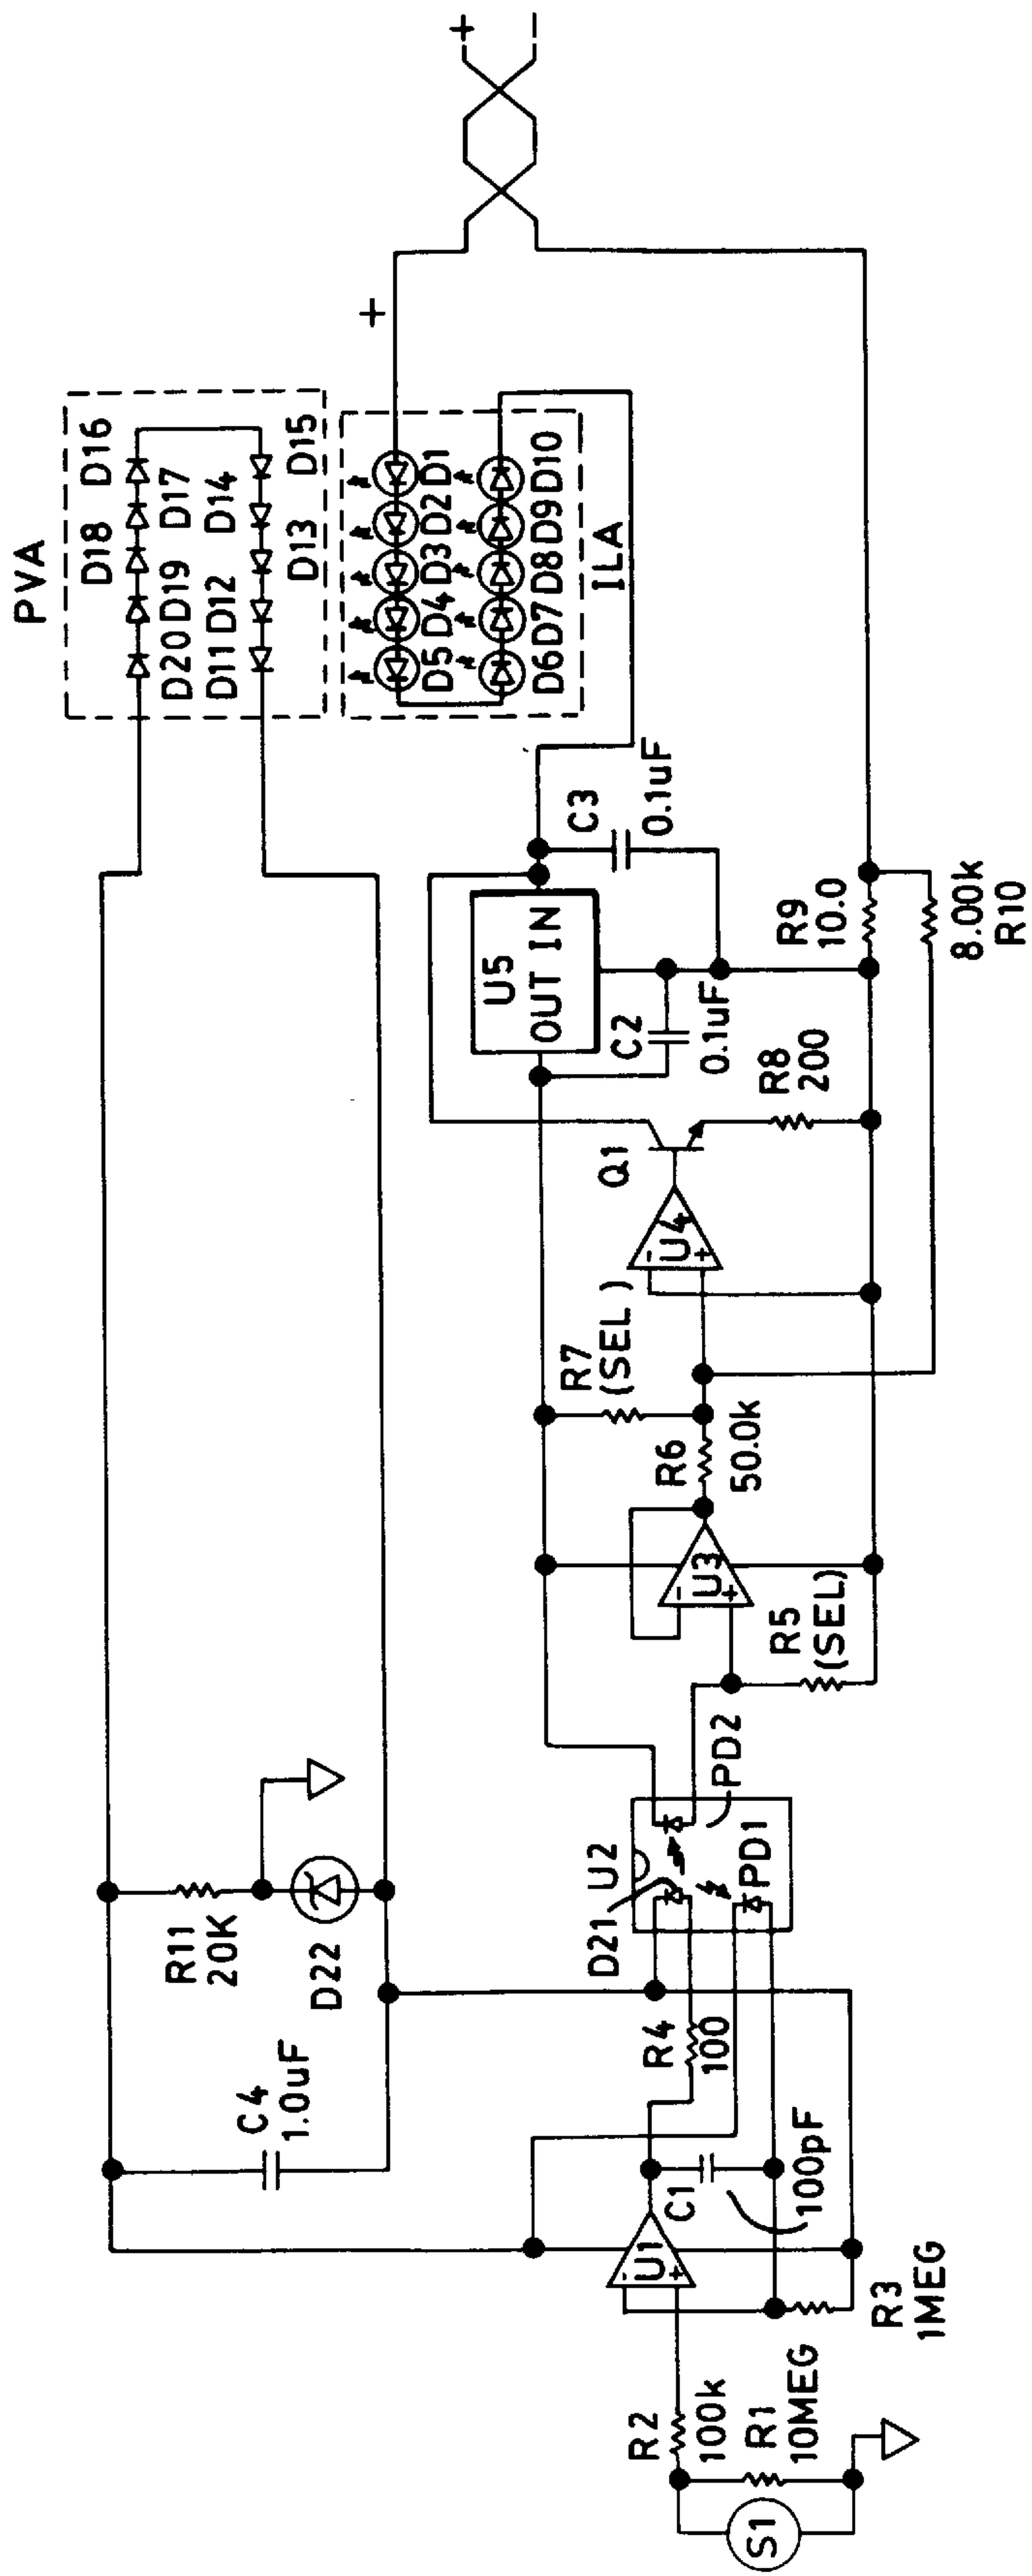 PVA
D18 D16
D20 D19 D17
D11 D12 D14
D13 D15
+
+
−
D5 D4 D3 D2 D1
D6 D7 D8 D9 D10
ILA
R11
20K
D22
C4
1.0uF
U5
OUT IN
C3
0.1uF
C2
0.1uF
R9
10.0
8.00k
R10
R8
200
Q1
-
U4
+
R7
(SEL)
R6
50.0k
-
U3
+
R5
(SEL)
U2
D21
PD2
PD1
R4
100
C1
100pF
-
U1
+
R3
1MEG
R2
100k
R1
10MEG
S1